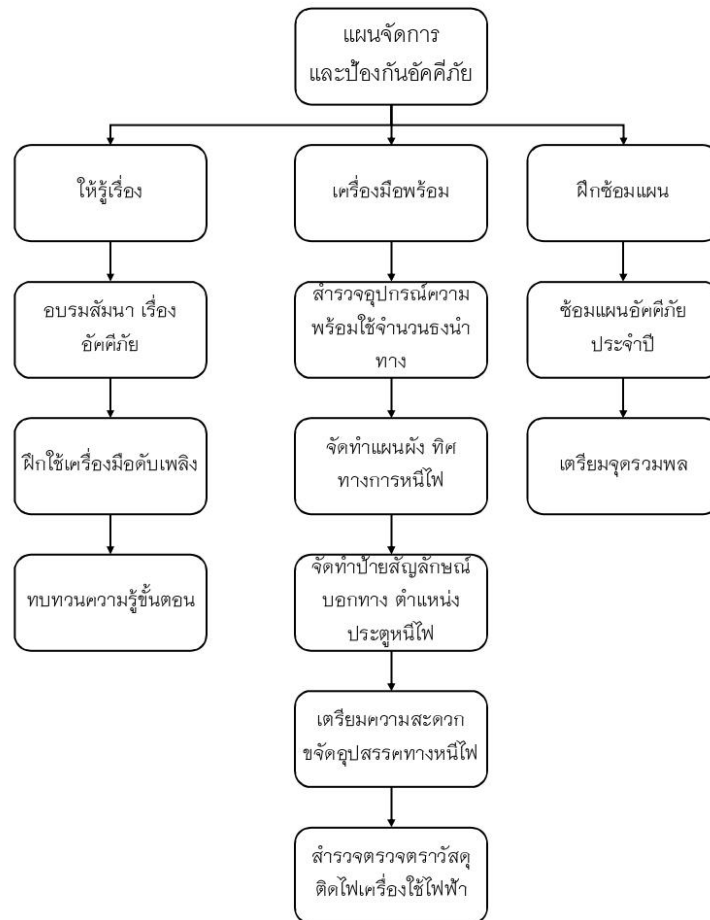 แผนจัดการ
และป้องกันอัคคีภัย
ให้รู้เรื่อง
เครื่องมือพร้อม
ฝึกซ้อมแผน
อบรมสัมนา เรื่อง
อัคคีภัย
สำรวจอุปกรณ์ความ
พร้อมใช้จำนวนธงนำ
ทาง
ซ้อมแผนอัคคีภัย
ประจำปี
ฝึกใช้เครื่องมือดับเพลิง
จัดทำแผนผัง ทิศ
ทางการหนีไฟ
เตรียมจุดรวมพล
ทบทวนความรู้ขั้นตอน
จัดทำป้ายสัญลักษณ์
บอกทาง ตำแหน่ง
ประตูหนีไฟ
เตรียมความสะดวก
ขจัดอุปสรรคทางหนีไฟ
สำรวจตรวจตราวัสดุ
ติดไฟเครื่องใช้ไฟฟ้า